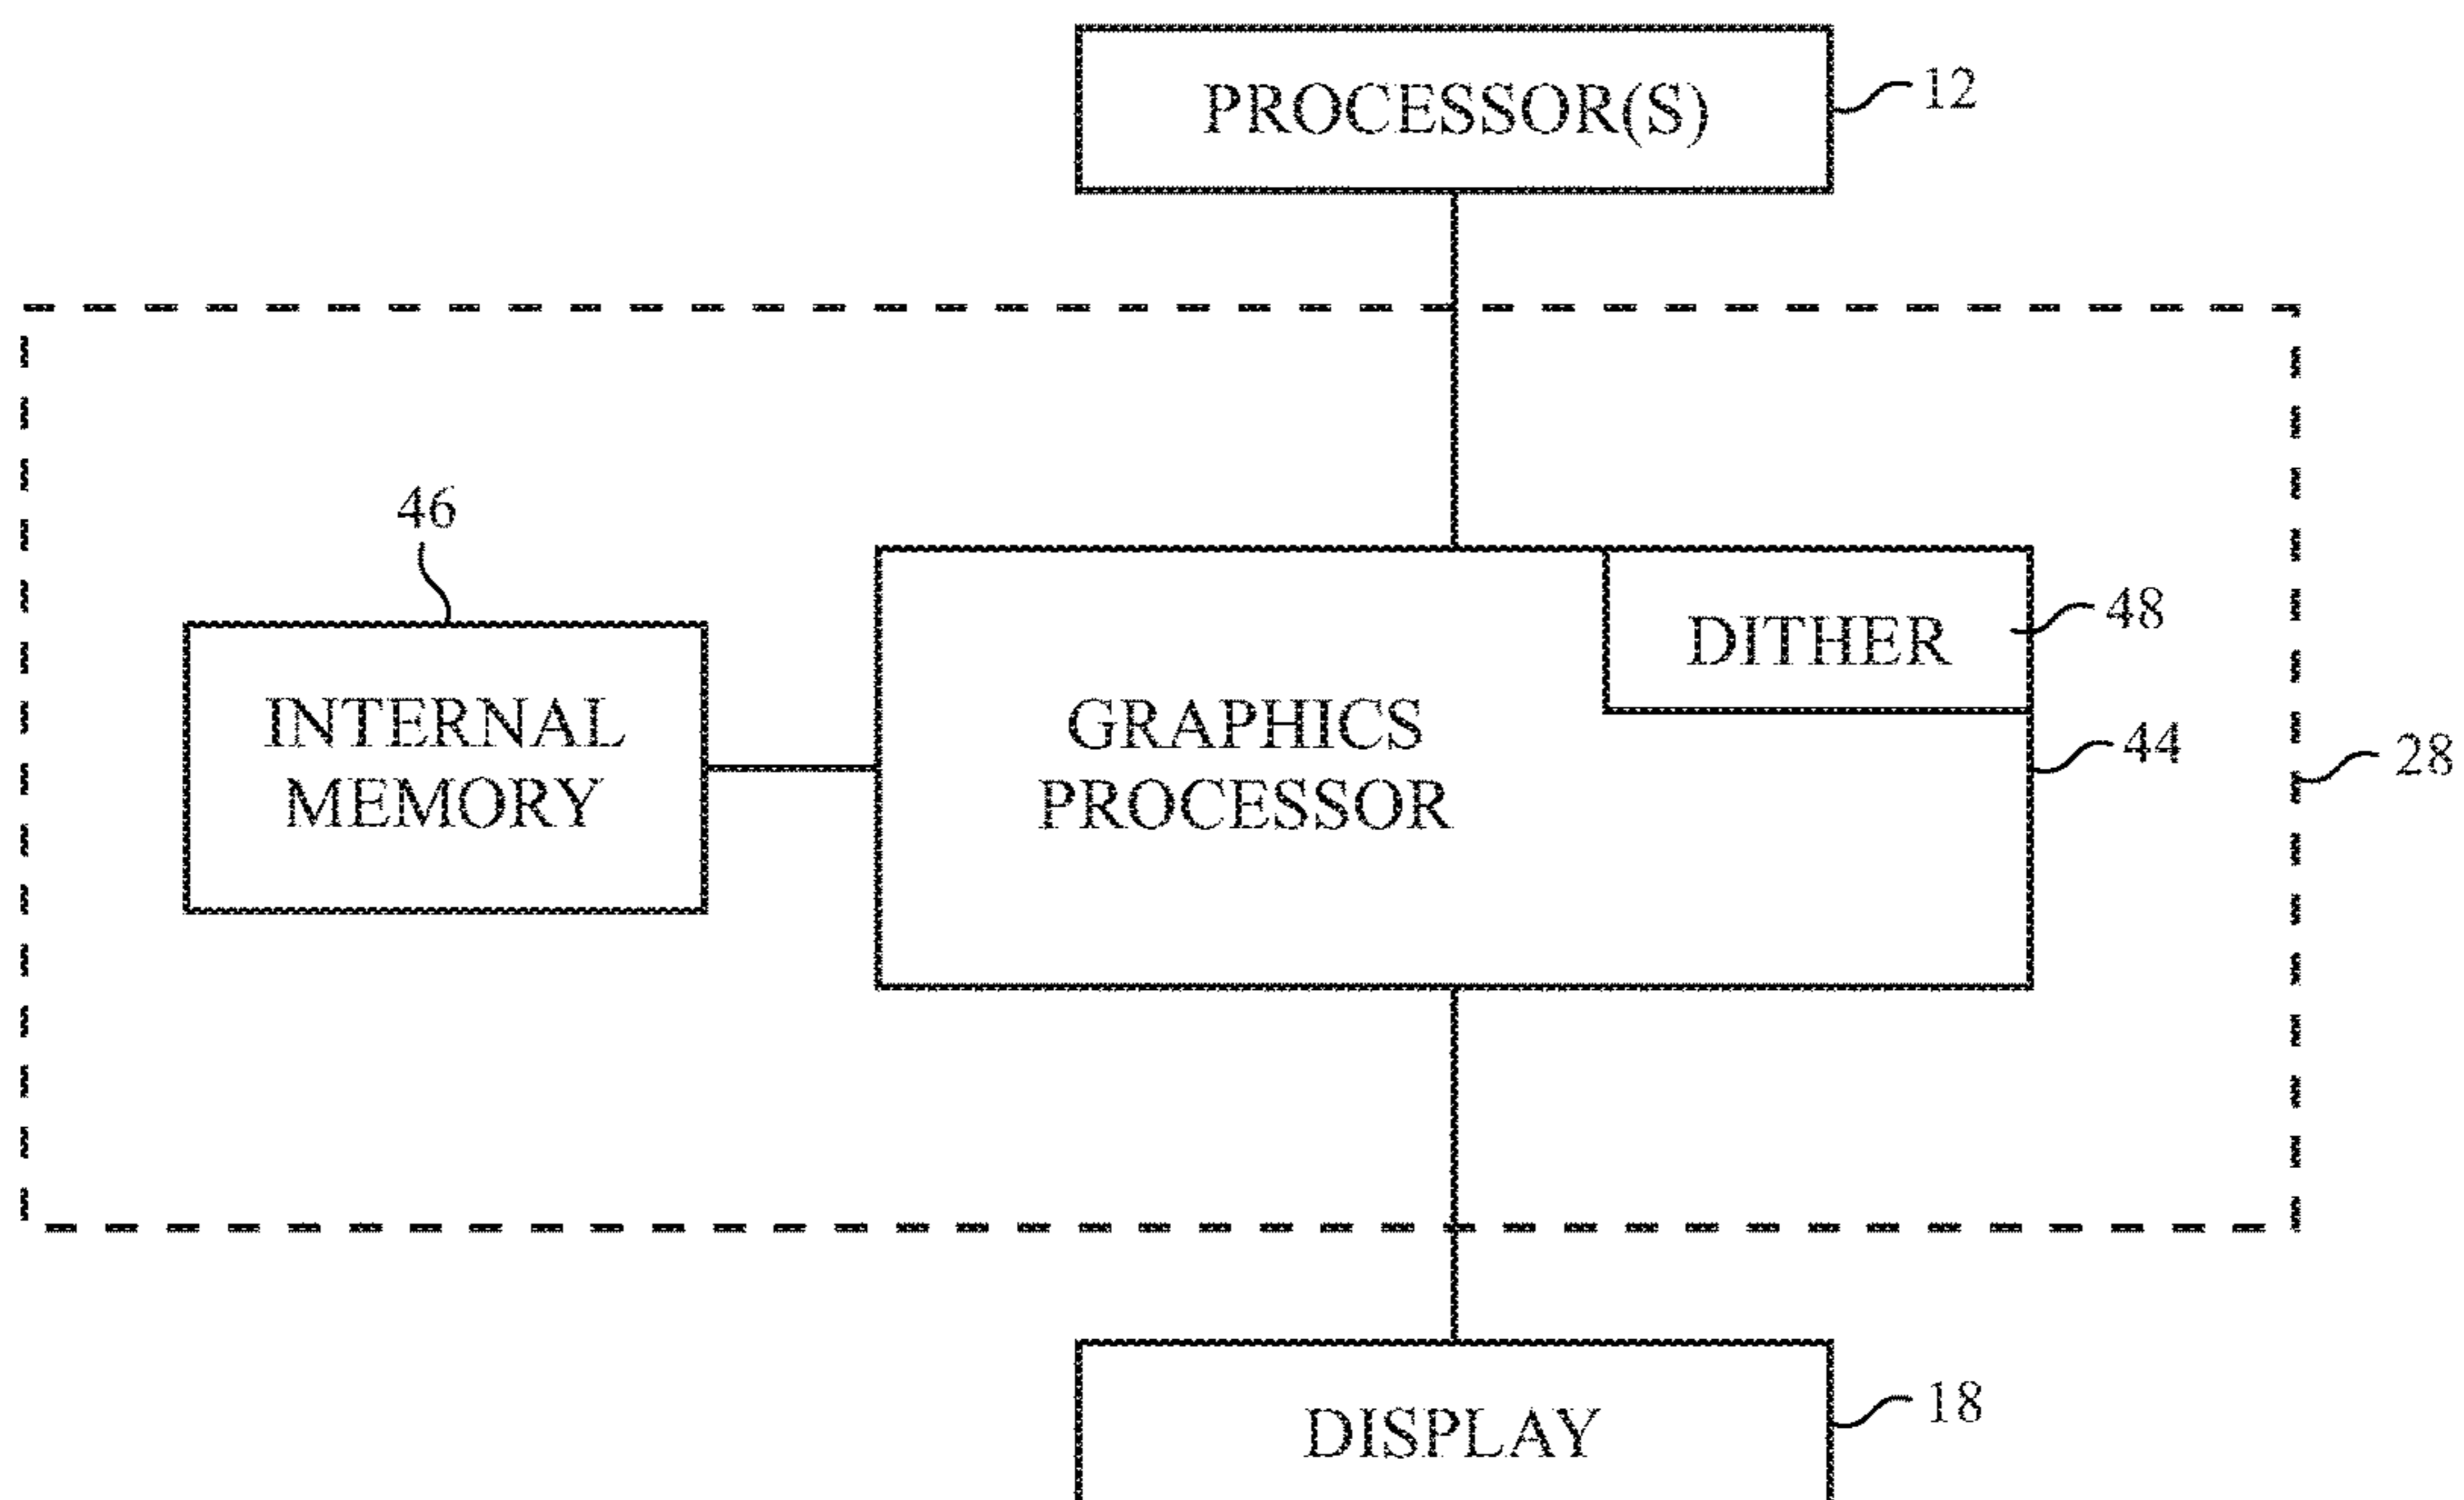 PROCESSOR(S)
12
46
48
DITHER
INTERNAL
MEMORY
GRAPHICS
PROCESSOR
44
28
DISPLAY
18